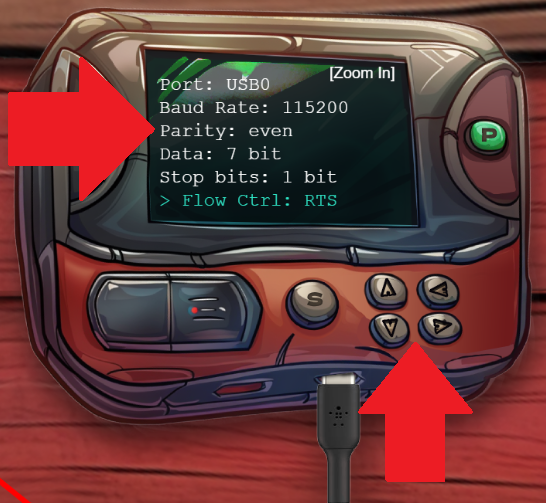 [Zoom In]
Port: USB0
Baud Rate: 115200
Parity: even
Data: 7 bit
Stop bits: 1 bit
> Flow Ctrl: RTS
P
S